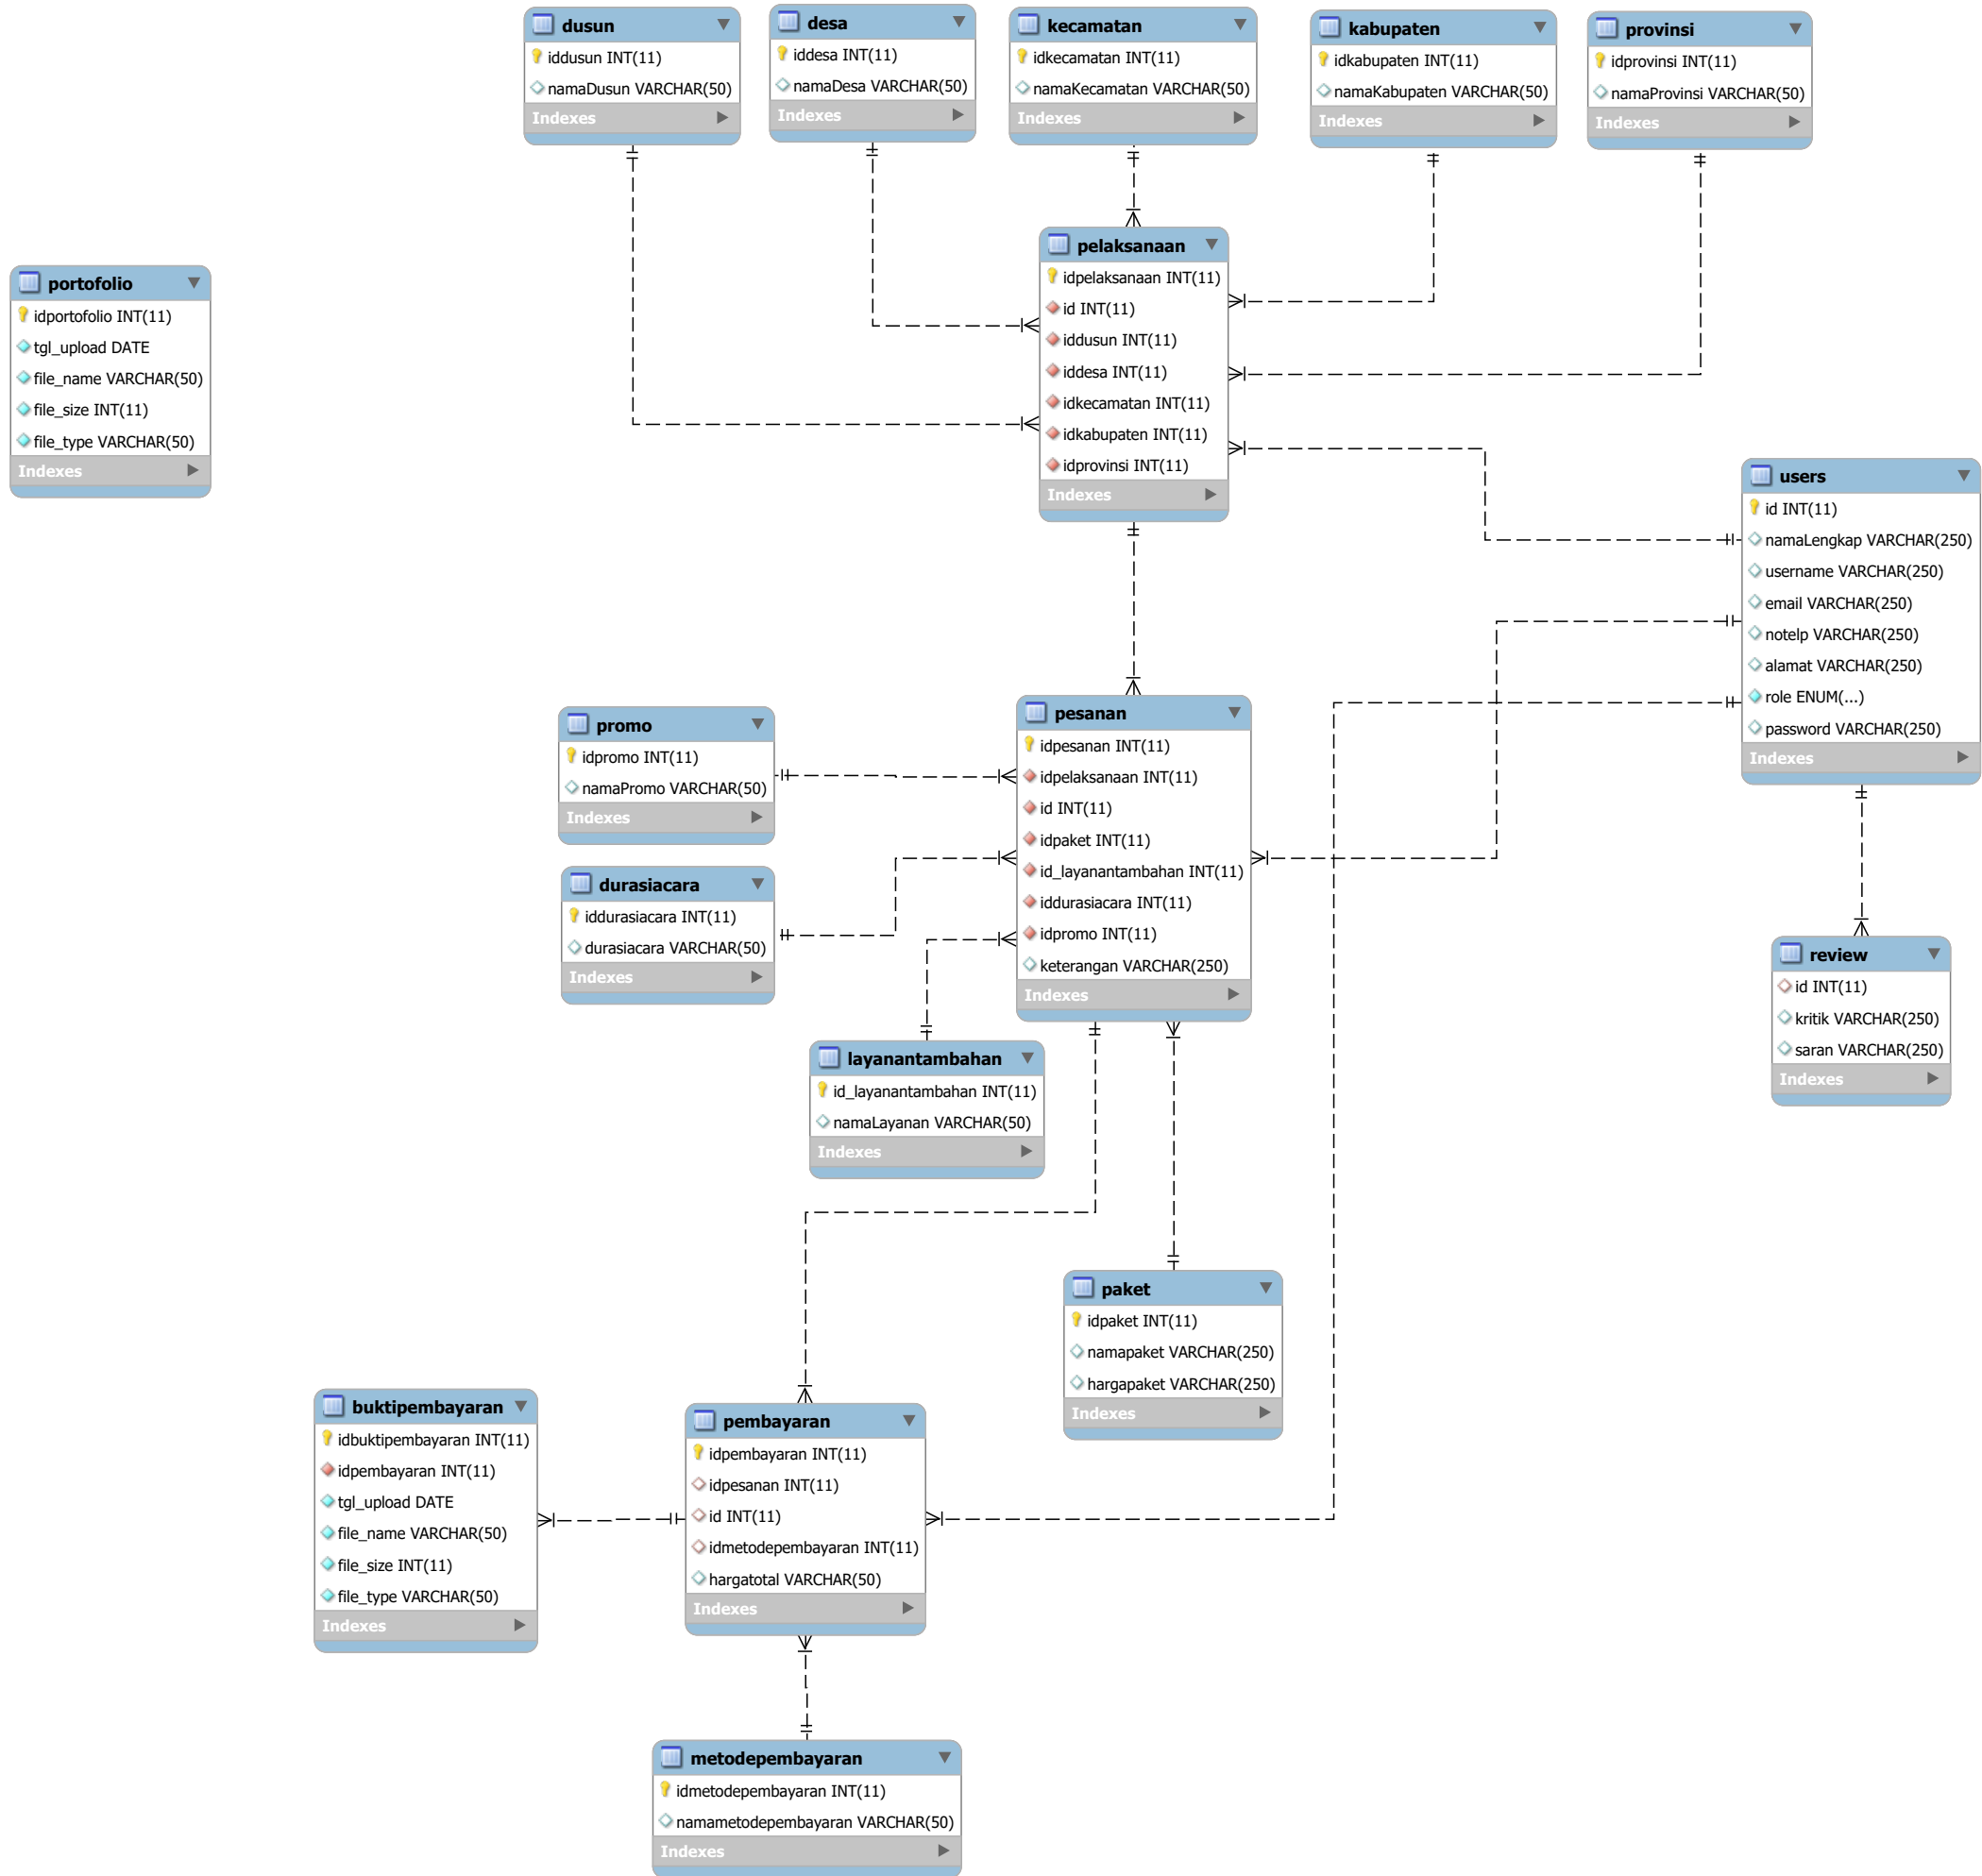 dusun
iddusun INT(11)
namaDusun VARCHAR(50)
Indexes
desa
iddesa INT(11)
namaDesa VARCHAR(50)
Indexes
kecamatan
idkecamatan INT(11)
namaKecamatan VARCHAR(50)
Indexes
kabupaten
idkabupaten INT(11)
namaKabupaten VARCHAR(50)
Indexes
provinsi
idprovinsi INT(11)
namaProvinsi VARCHAR(50)
Indexes
portofolio
idportofolio INT(11)
tgl_upload DATE
file_name VARCHAR(50)
file_size INT(11)
file_type VARCHAR(50)
Indexes
pelaksanaan
idpelaksanaan INT(11)
id INT(11)
iddusun INT(11)
iddesa INT(11)
idkecamatan INT(11)
idkabupaten INT(11)
idprovinsi INT(11)
Indexes
users
id INT(11)
namaLengkap VARCHAR(250)
username VARCHAR(250)
email VARCHAR(250)
notelp VARCHAR(250)
alamat VARCHAR(250)
role ENUM(...)
password VARCHAR(250)
Indexes
promo
idpromo INT(11)
namaPromo VARCHAR(50)
Indexes
pesanan
idpesanan INT(11)
idpelaksanaan INT(11)
id INT(11)
idpaket INT(11)
id_layanantambahan INT(11)
iddurasiacara INT(11)
idpromo INT(11)
keterangan VARCHAR(250)
Indexes
durasiacara
iddurasiacara INT(11)
durasiacara VARCHAR(50)
Indexes
review
id INT(11)
kritik VARCHAR(250)
saran VARCHAR(250)
Indexes
layanantambahan
id_layanantambahan INT(11)
namaLayanan VARCHAR(50)
Indexes
paket
idpaket INT(11)
namapaket VARCHAR(250)
hargapaket VARCHAR(250)
Indexes
buktipembayaran
idbuktipembayaran INT(11)
idpembayaran INT(11)
tgl_upload DATE
file_name VARCHAR(50)
file_size INT(11)
file_type VARCHAR(50)
Indexes
pembayaran
idpembayaran INT(11)
idpesanan INT(11)
id INT(11)
idmetodepembayaran INT(11)
hargatotal VARCHAR(50)
Indexes
metodepembayaran
idmetodepembayaran INT(11)
namametodepembayaran VARCHAR(50)
Indexes